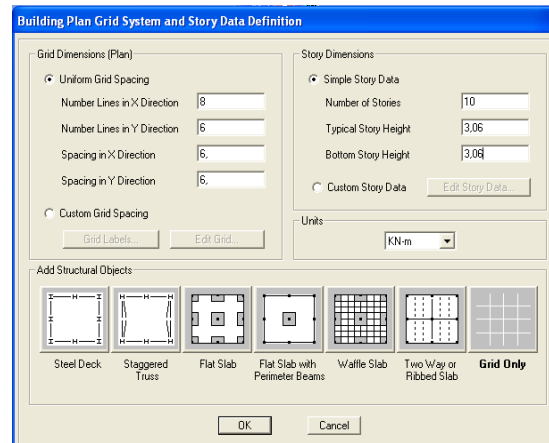 Building Plan Grid System and Story Data Definition
Grid Dimensions (Plan)
Uniform Grid Spacing
Number Lines in X Direction 8
Number Lines in Y Direction 6
Spacing in X Direction 6,
Spacing in Y Direction 6,
Custom Grid Spacing
Grid Labels... Edit Grid...
Story Dimensions
Simple Story Data
Number of Stories 10
Typical Story Height 3,06
Bottom Story Height 3,06
Custom Story Data Edit Story Data...
Units
KN-m
Add Structural Objects
Steel Deck
Staggered
Truss
Flat Slab
Flat Slab with
Perimeter Beams
Waffle Slab
Two Way or
Ribbed Slab
Grid Only
OK Cancel